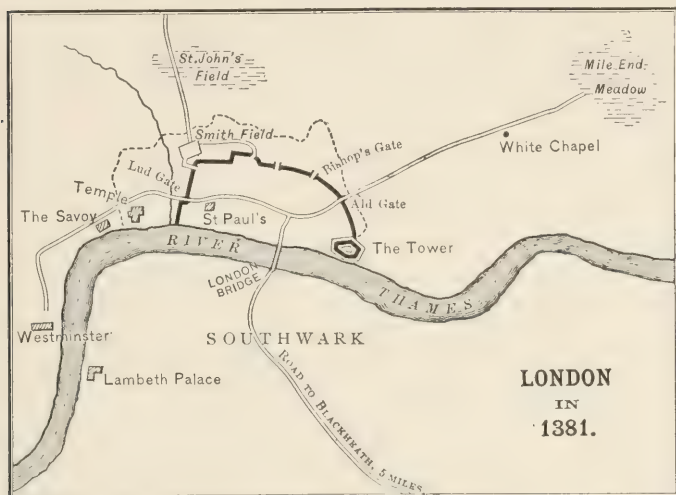 St. John's
Field
Mile End
Meadow
Smith Field
Bishop's Gate
White Chapel
Lud Gate
Temple
Ald Gate
The Savoy
St Paul's
The Tower
RIVER
THAMES
LONDON
BRIDGE
Westminster
SOUTHWARK
Lambeth Palace
ROAD TO BLACKHEATH, 5 MILES
LONDON
IN
1381.